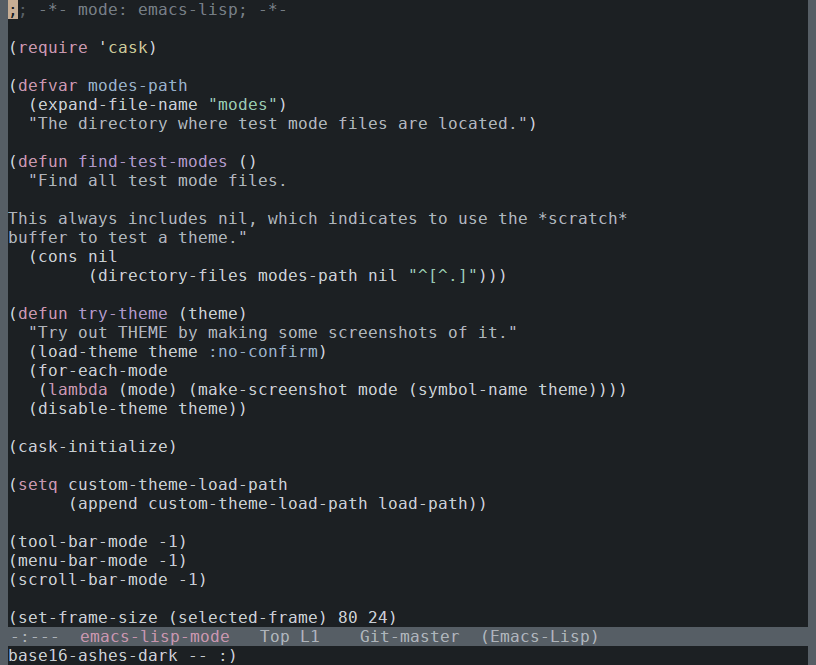 ;; -*- mode: emacs-lisp; -*-

(require 'cask)

(defvar modes-path
  (expand-file-name "modes")
  "The directory where test mode files are located.")

(defun find-test-modes ()
  "Find all test mode files.

This always includes nil, which indicates to use the *scratch*
buffer to test a theme."
  (cons nil
        (directory-files modes-path nil "^[^.]")))

(defun try-theme (theme)
  "Try out THEME by making some screenshots of it."
  (load-theme theme :no-confirm)
  (for-each-mode
   (lambda (mode) (make-screenshot mode (symbol-name theme))))
  (disable-theme theme))

(cask-initialize)

(setq custom-theme-load-path
      (append custom-theme-load-path load-path))

(tool-bar-mode -1)
(menu-bar-mode -1)
(scroll-bar-mode -1)

(set-frame-size (selected-frame) 80 24)
-:---  emacs-lisp-mode   Top L1    Git-master  (Emacs-Lisp)
base16-ashes-dark -- :)